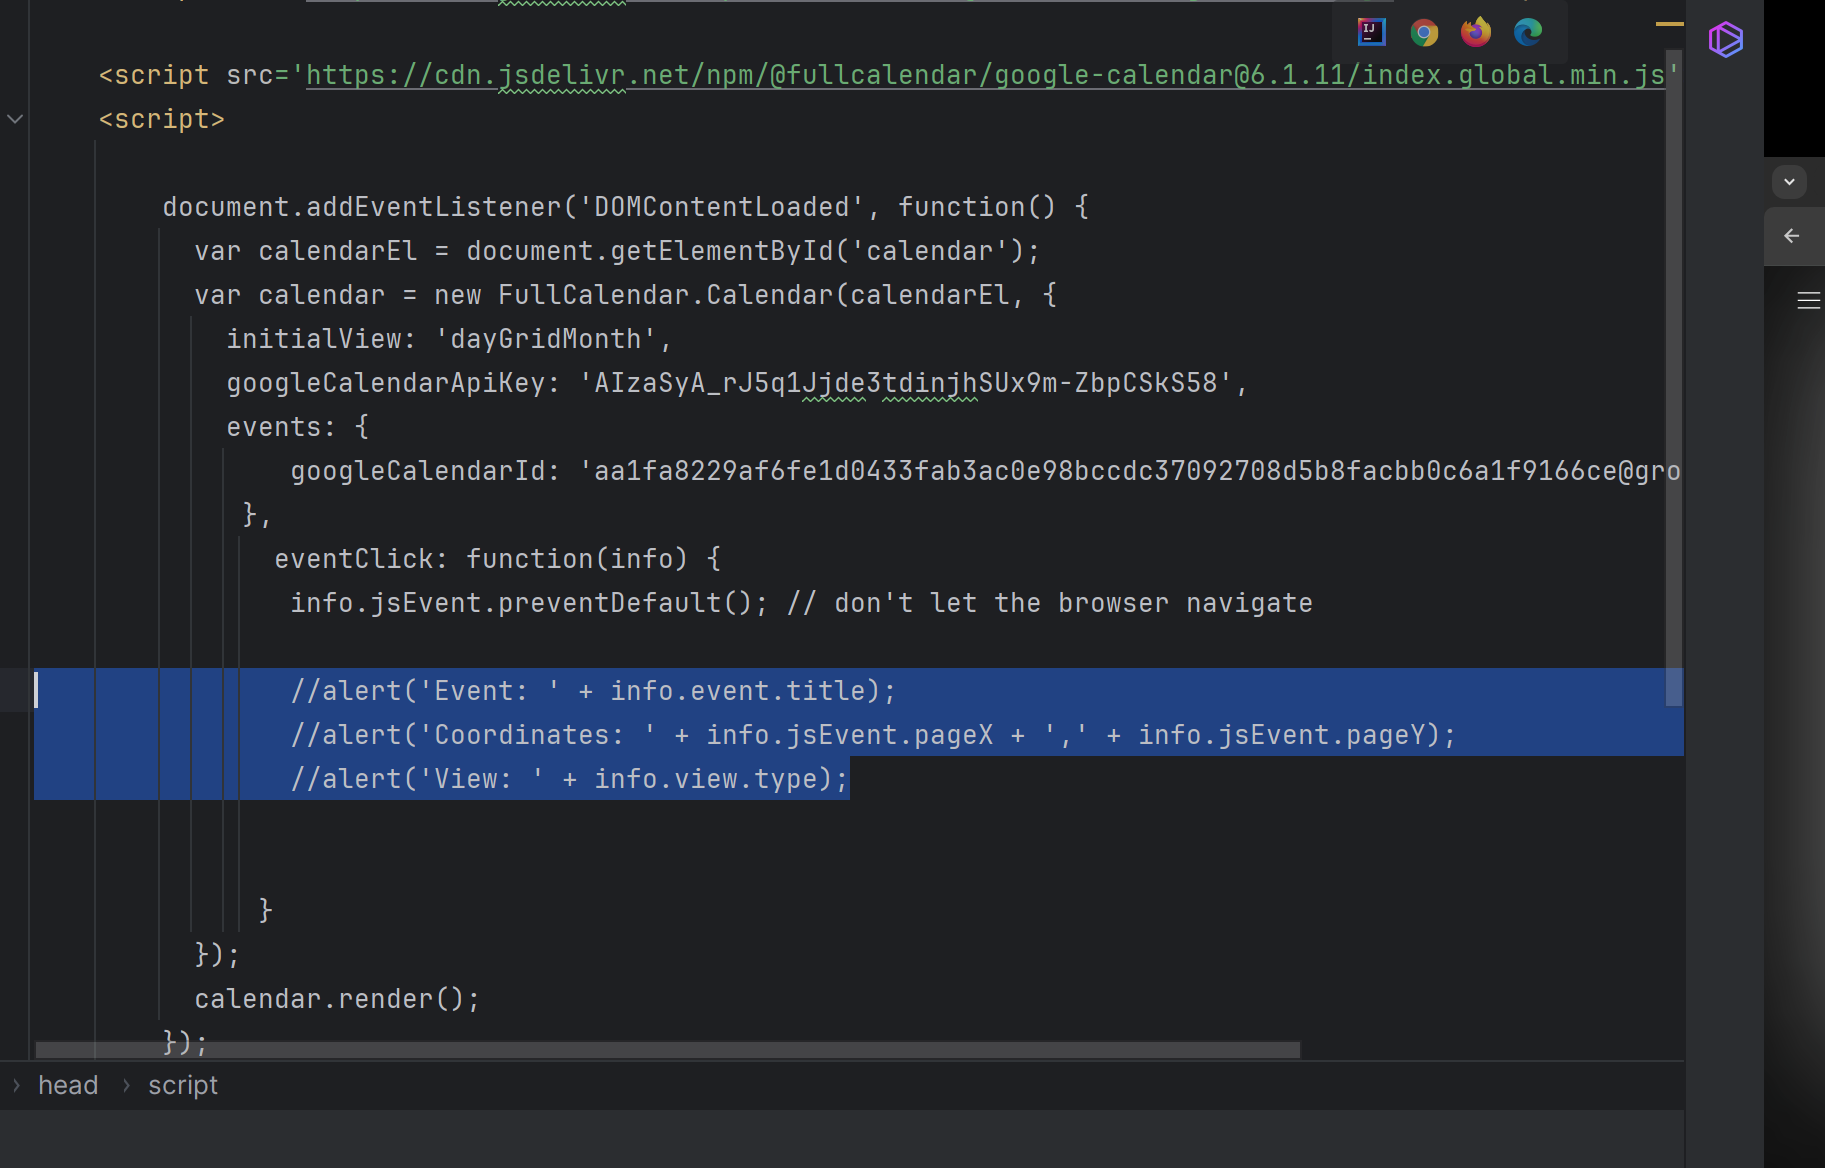 <script src='https://cdn.jsdelivr.net/npm/@fullcalendar/google-calendar@6.1.11/index.global.min.js'
<script>
document.addEventListener('DOMContentLoaded', function() {
var calendarEl = document.getElementById('calendar');
var calendar = new FullCalendar.Calendar(calendarEl, {
initialView: 'dayGridMonth',
googleCalendarApiKey: 'AIzaSyA_rJ5q1Jjde3tdinjhSUx9m-ZbpCSkS58',
events: {
googleCalendarId: 'aa1fa8229af6fe1d0433fab3ac0e98bccdc37092708d5b8facbb0c6a1f9166ce@gro
},
eventClick: function(info) {
info.jsEvent.preventDefault(); // don't let the browser navigate
//alert('Event: ' + info.event.title);
//alert('Coordinates: ' + info.jsEvent.pageX + ',' + info.jsEvent.pageY);
//alert('View: ' + info.view.type);
}
});
calendar.render();
});
head › script